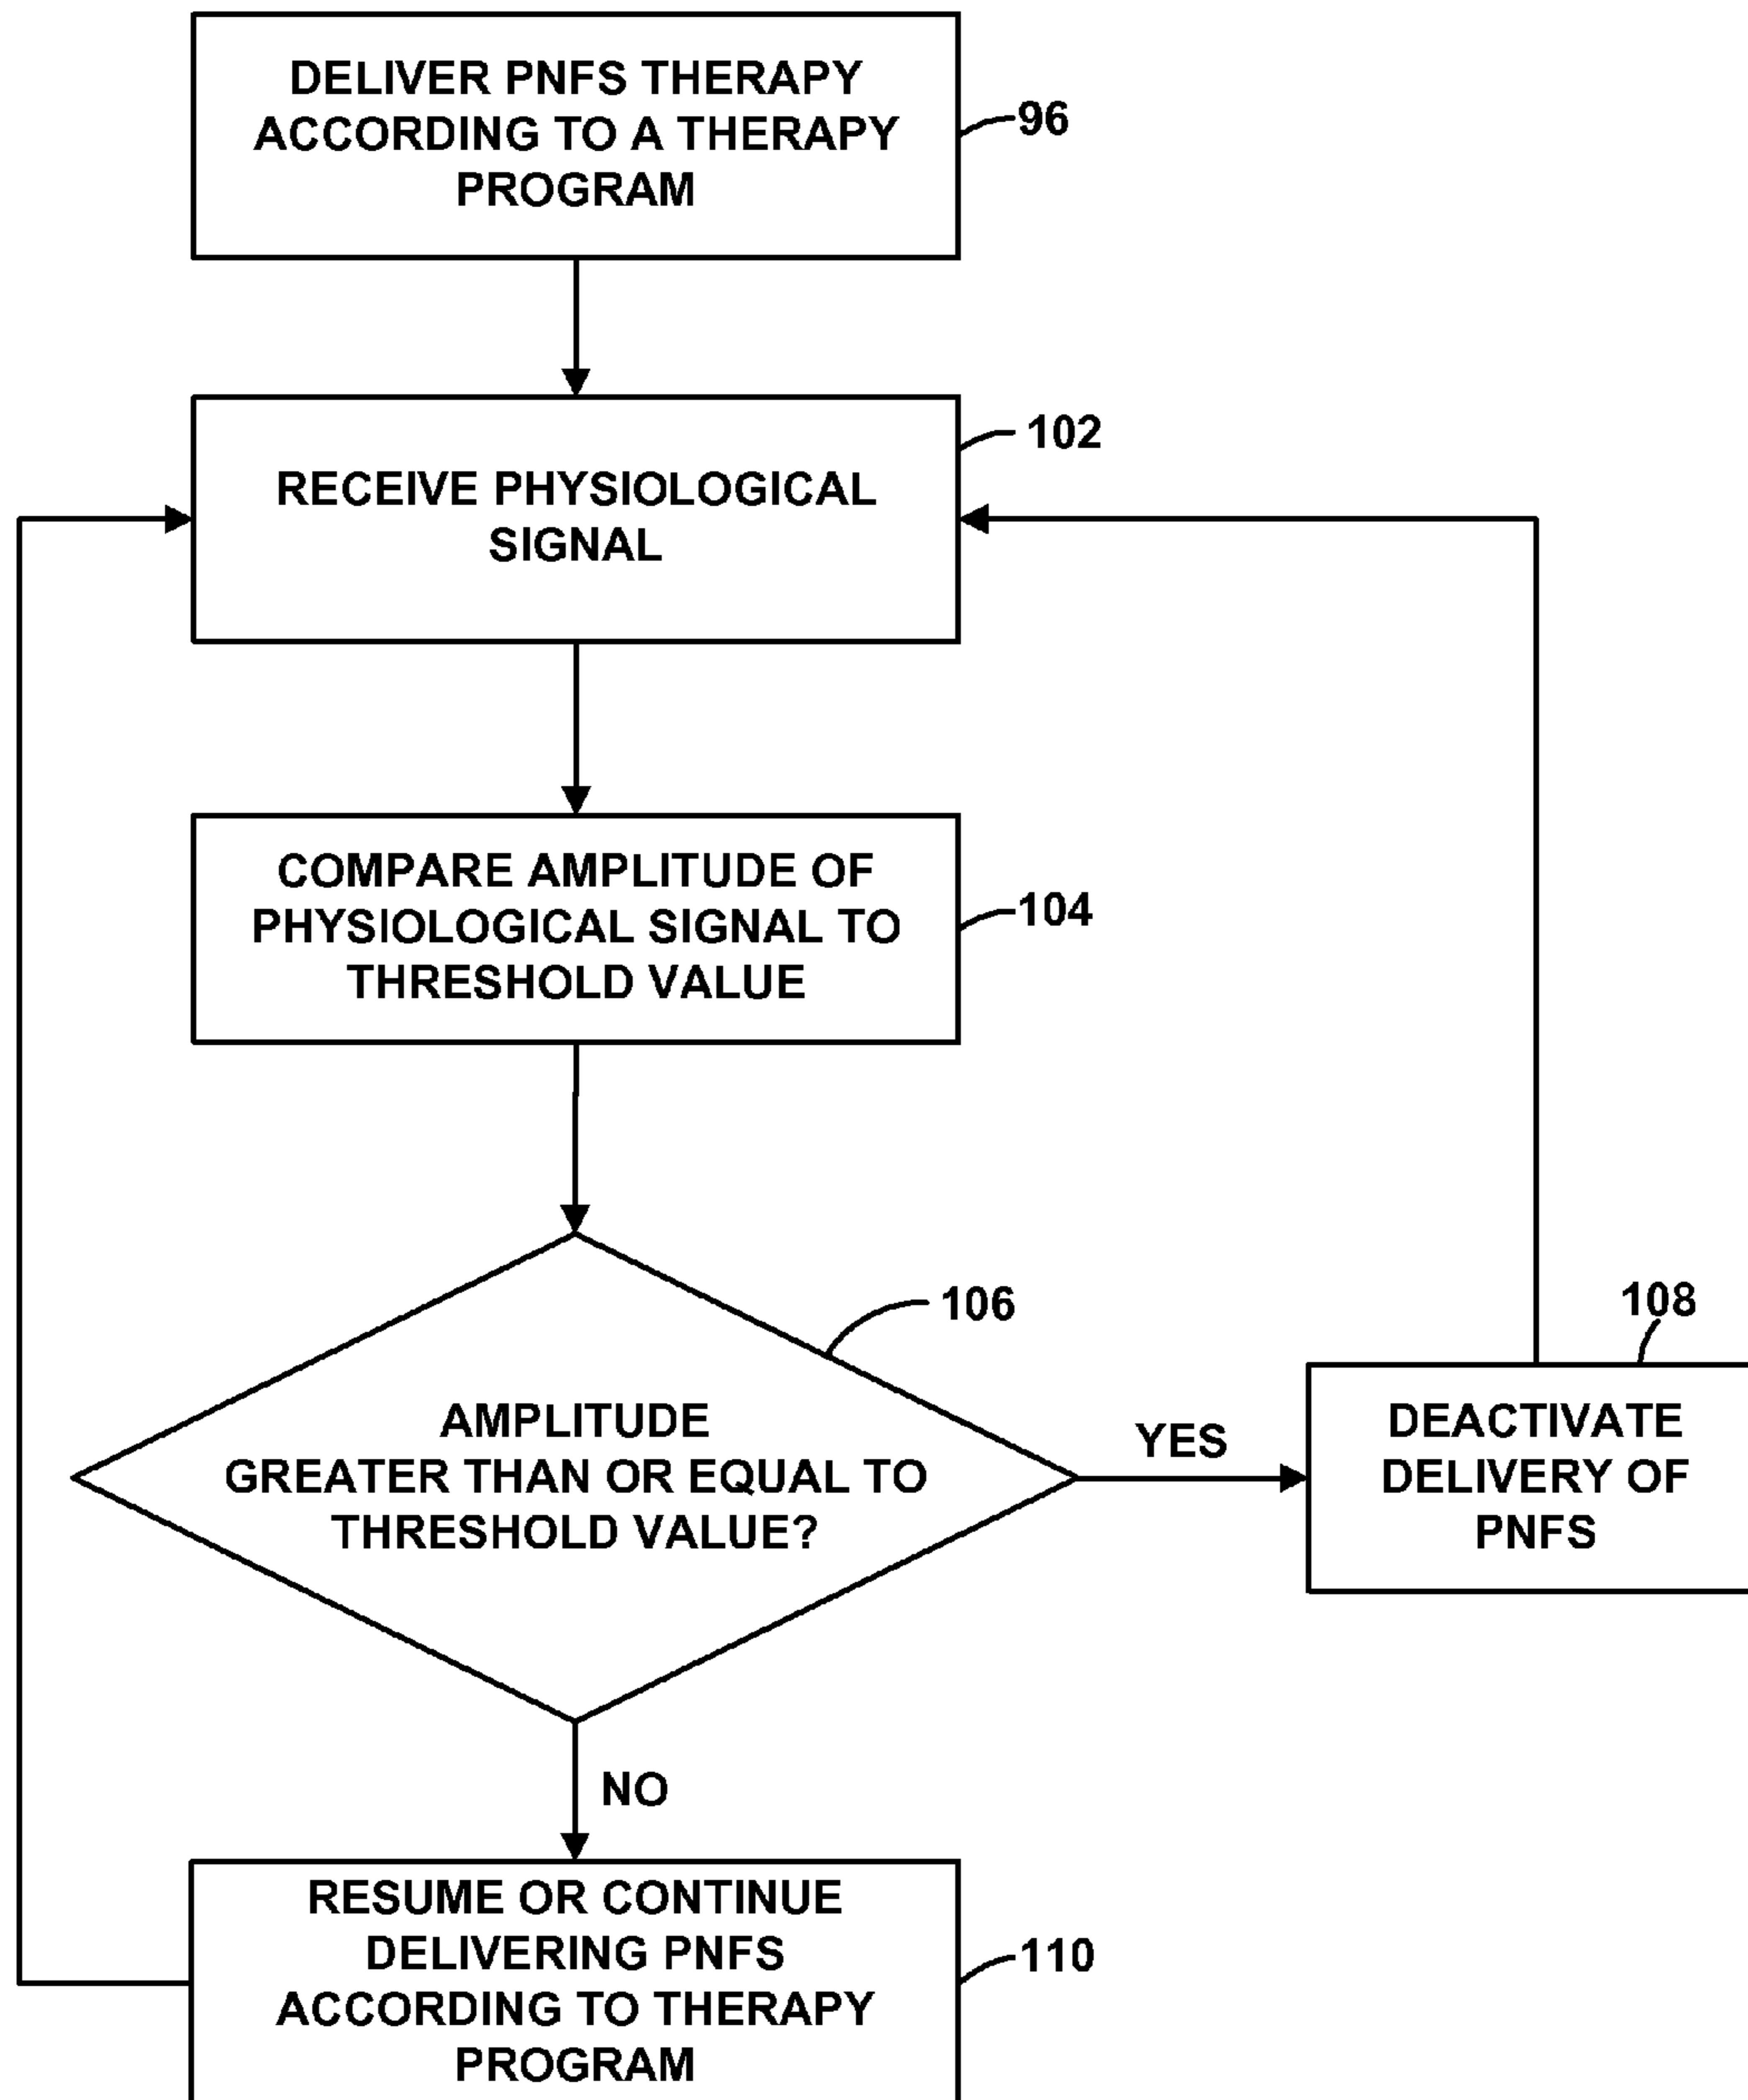 DELIVER PNFS THERAPY
ACCORDING TO A THERAPY
PROGRAM
96
102
RECEIVE PHYSIOLOGICAL
SIGNAL
COMPARE AMPLITUDE OF
PHYSIOLOGICAL SIGNAL TO
THRESHOLD VALUE
104
106
AMPLITUDE
GREATER THAN OR EQUAL TO
THRESHOLD VALUE?
YES
108
DEACTIVATE
DELIVERY OF
PNFS
NO
RESUME OR CONTINUE
DELIVERING PNFS
ACCORDING TO THERAPY
PROGRAM
110